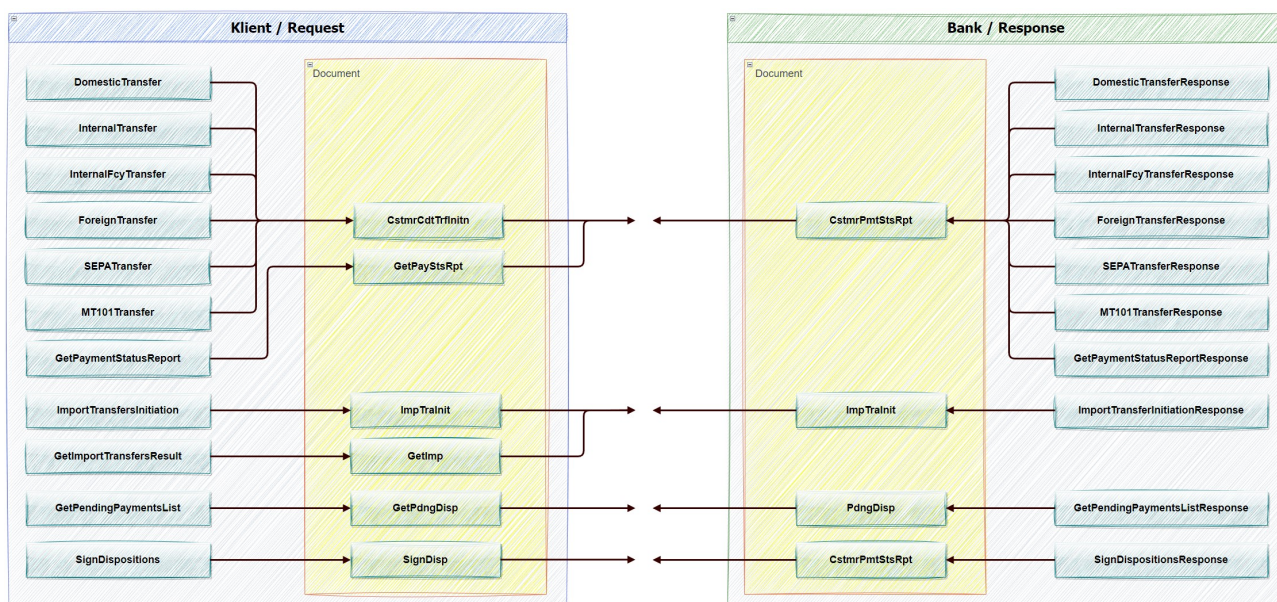 Klient / Request
Document
DomesticTransfer
InternalTransfer
InternalFcyTransfer
ForeignTransfer
CstmrCdtTrfInitn
SEPATransfer
GetPayStsRpt
MT101Transfer
GetPaymentStatusReport
ImportTransfersInitiation
ImpTraInit
GetImportTransfersResult
GetImp
GetPendingPaymentsList
GetPdngDisp
SignDispositions
SignDisp
Bank / Response
Document
DomesticTransferResponse
InternalTransferResponse
InternalFcyTransferResponse
CstmrPmtStsRpt
ForeignTransferResponse
SEPATransferResponse
MT101TransferResponse
GetPaymentStatusReportResponse
ImpTraInit
ImportTransferInitiationResponse
PdngDisp
GetPendingPaymentsListResponse
CstmrPmtStsRpt
SignDispositionsResponse